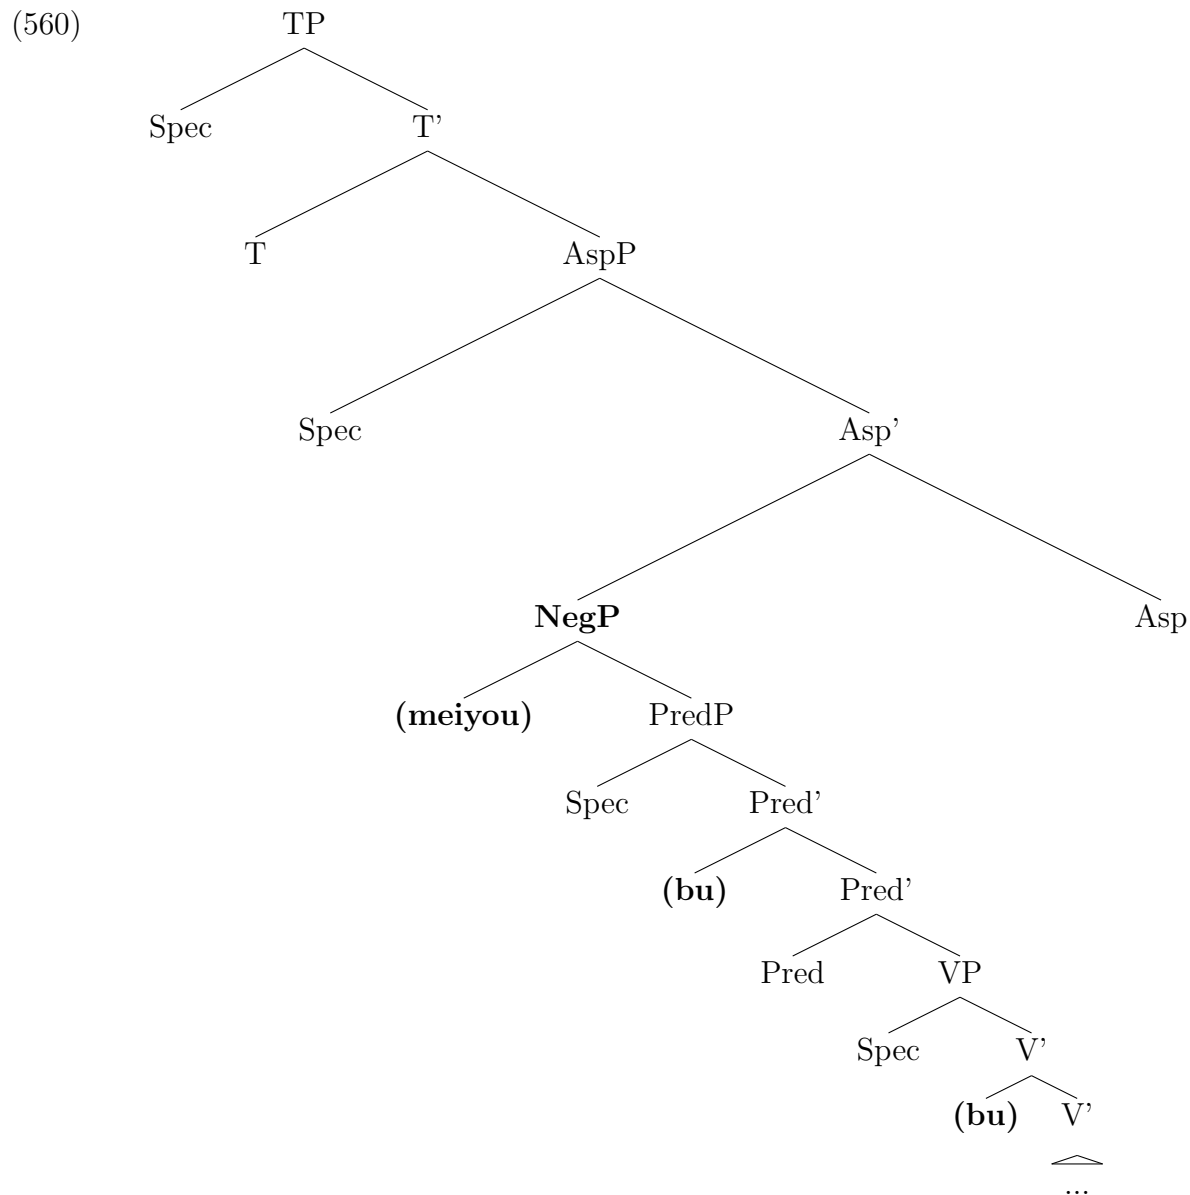 (560) TP
Spec T'
T AspP
Spec Asp'
NegP Asp
(meiyou) PredP
Spec Pred'
(bu) Pred'
Pred VP
Spec V'
(bu) V'
...